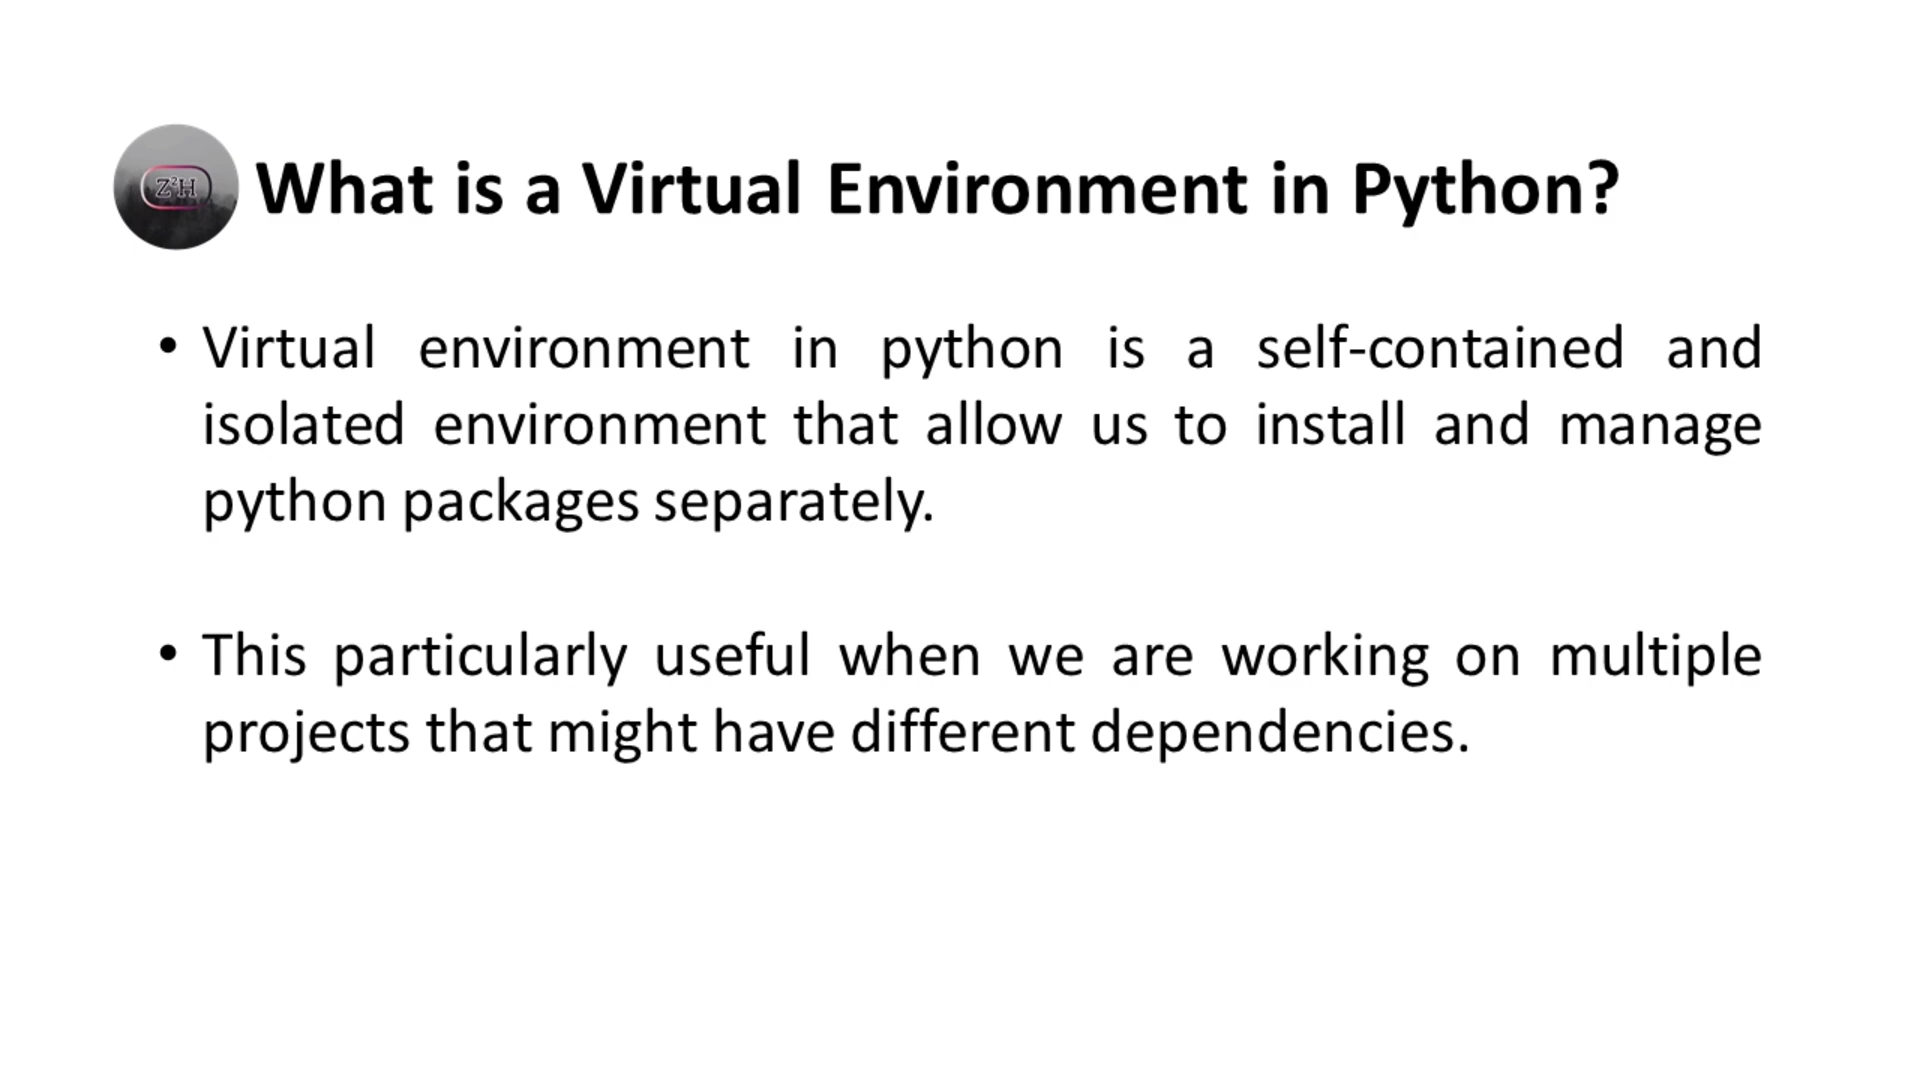 Z²H
What is a Virtual Environment in Python?
• Virtual environment in python is a self-contained and
isolated environment that allow us to install and manage
python packages separately.
• This particularly useful when we are working on multiple
projects that might have different dependencies.